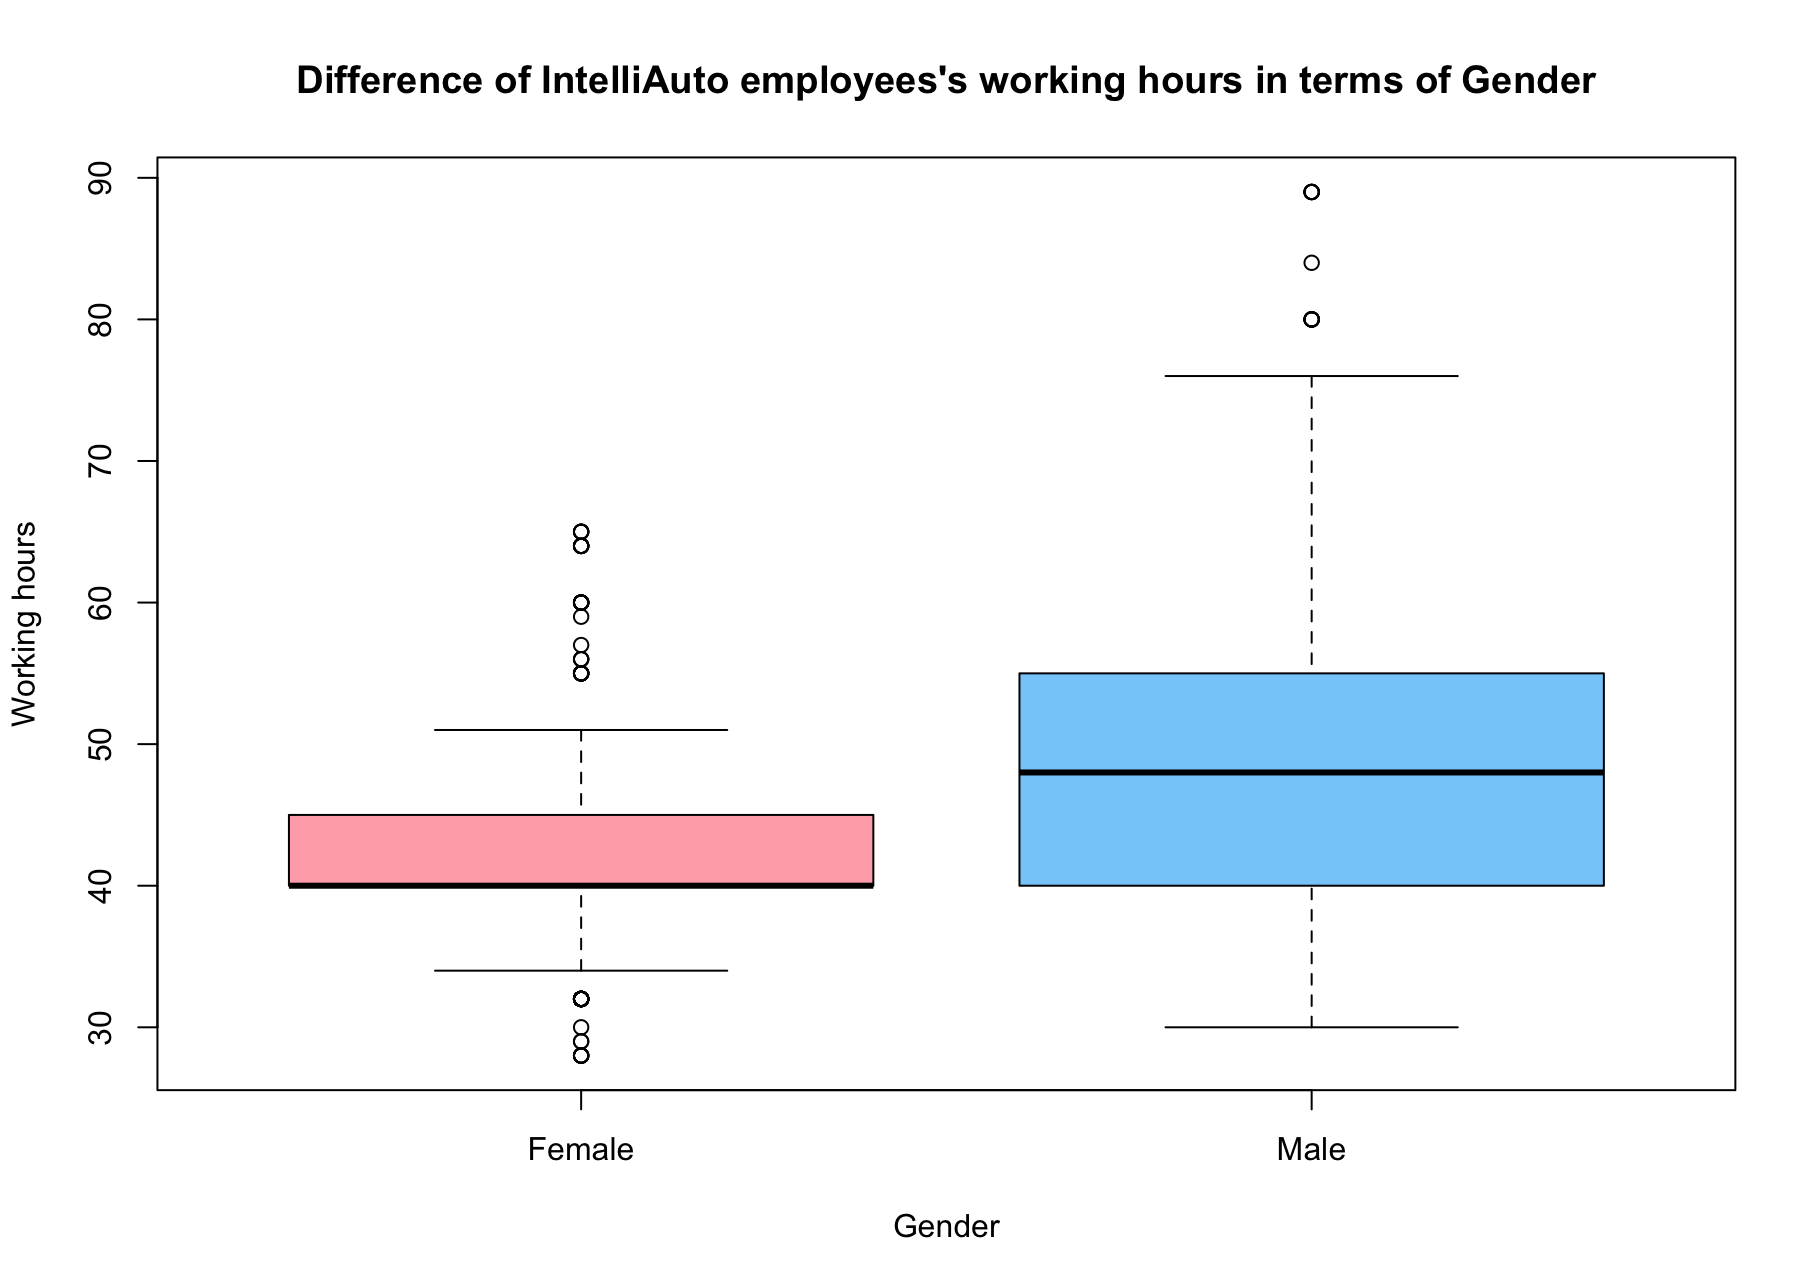 Difference of IntelliAuto employees's working hours in terms of Gender
Working hours
90
80
70
60
50
40
30
Female Male
Gender